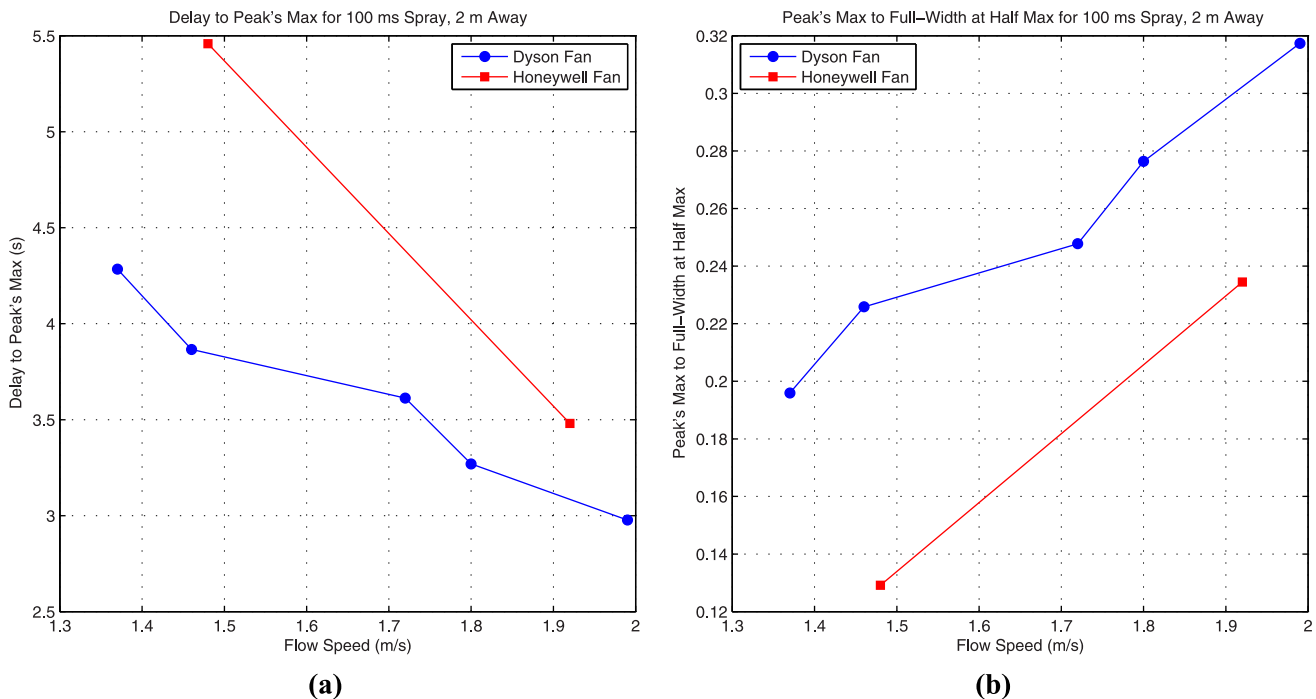 Delay to Peak's Max for 100 ms Spray, 2 m Away
5.5
5
4.5
4
3.5
3
2.5
Delay to Peak's Max (s)
Dyson Fan
Honeywell Fan
1.3 1.4 1.5 1.6 1.7 1.8 1.9 2
Flow Speed (m/s)
(a)
Peak's Max to Full−Width at Half Max for 100 ms Spray, 2 m Away
0.32
0.3
0.28
0.26
0.24
0.22
0.2
0.18
0.16
0.14
0.12
Peak's Max to Full−Width at Half Max
Dyson Fan
Honeywell Fan
1.3 1.4 1.5 1.6 1.7 1.8 1.9 2
Flow Speed (m/s)
(b)